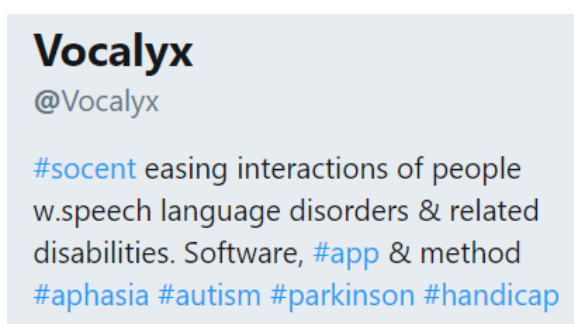 Vocalyx
@Vocalyx
#socent easing interactions of people
w.speech language disorders & related
disabilities. Software, #app & method
#aphasia #autism #parkinson #handicap